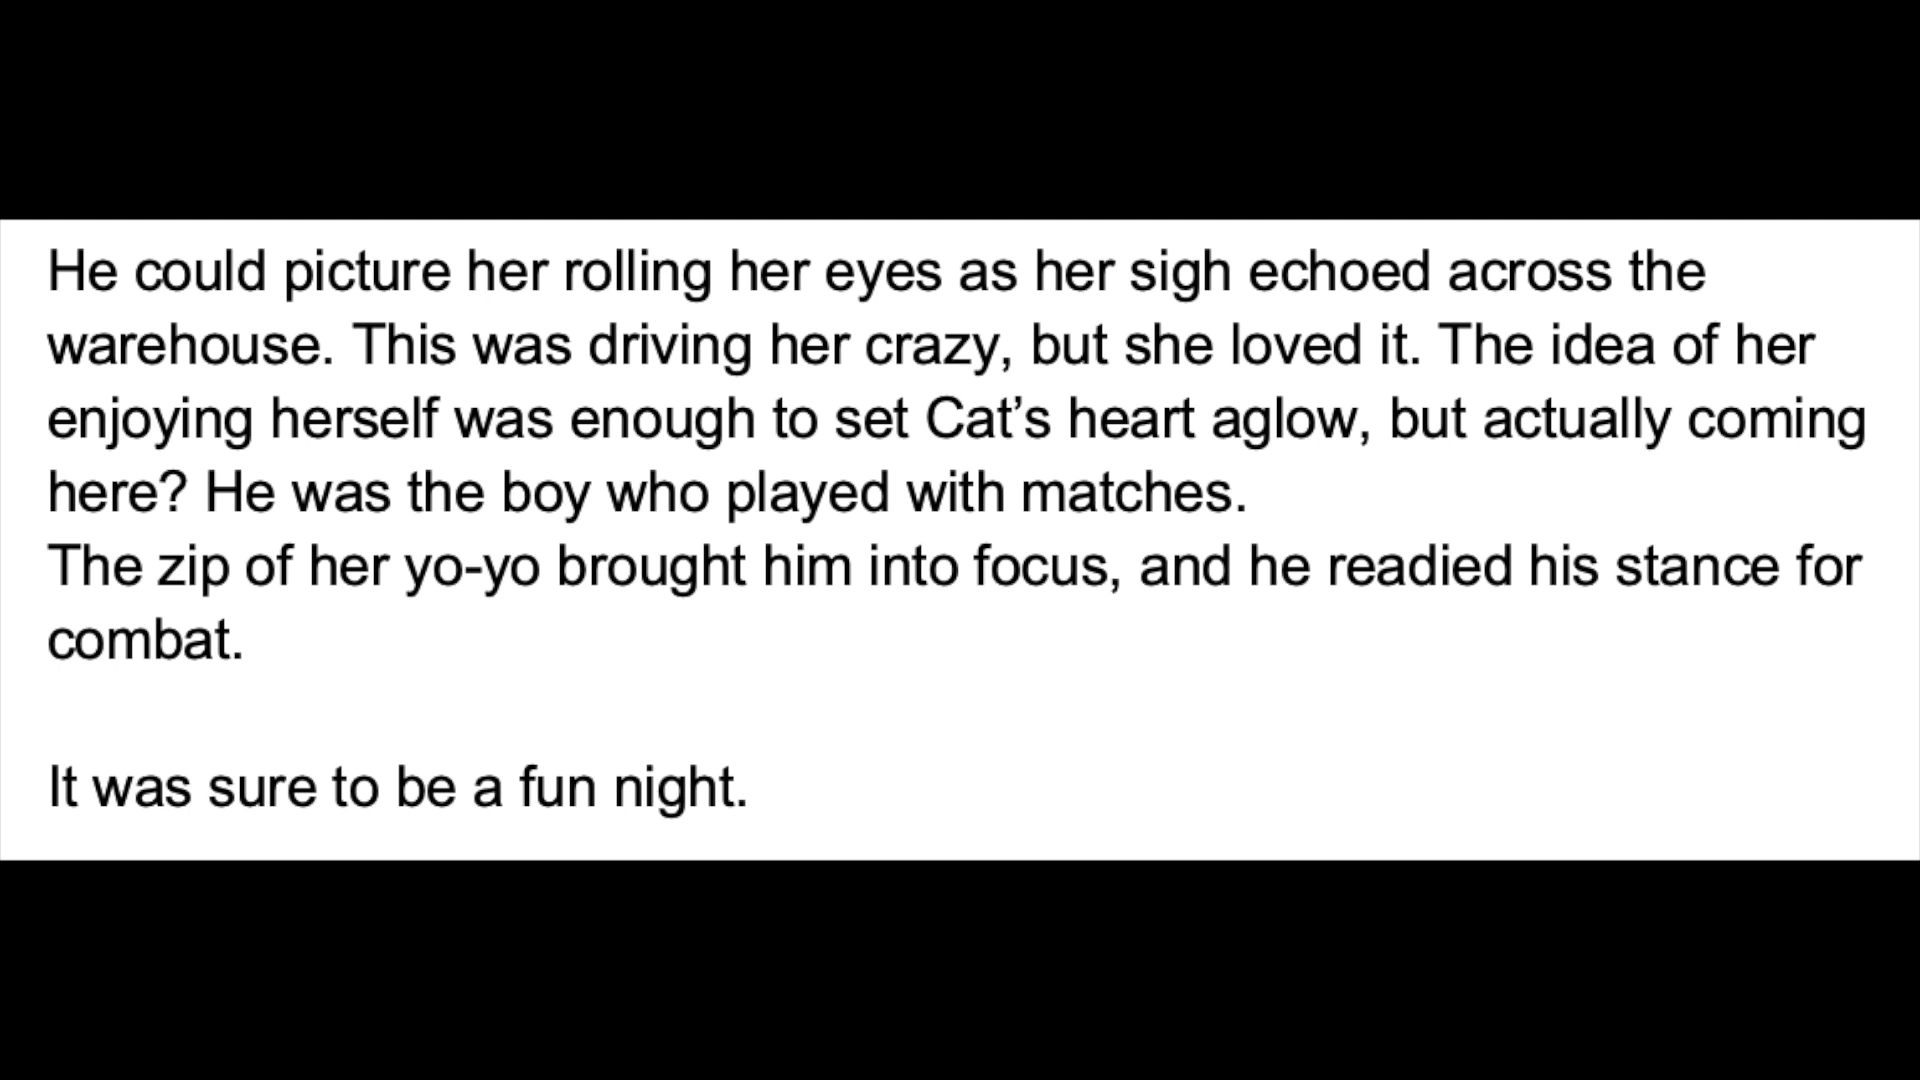 He could picture her rolling her eyes as her sigh echoed across the
warehouse. This was driving her crazy, but she loved it. The idea of her
enjoying herself was enough to set Cat’s heart aglow, but actually coming
here? He was the boy who played with matches.
The zip of her yo-yo brought him into focus, and he readied his stance for
combat.
It was sure to be a fun night.